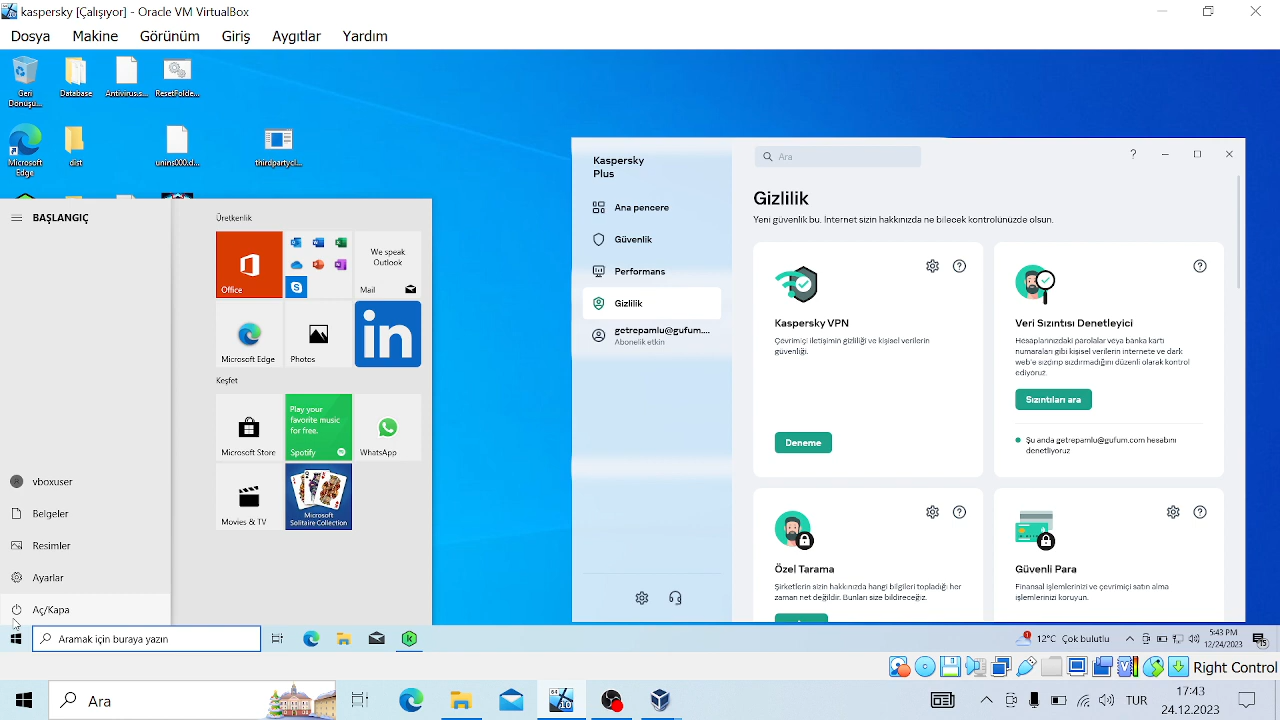 kaspersky [Çalışıyor] - Oracle VM VirtualBox
Dosya Makine Görünüm Giriş Aygıtlar Yardım
Geri Dönüşü...
Database
Antivirus.s...
ResetFolde...
Microsoft Edge
dist
unins000.d...
thirdpartycl...
BAŞLANGIÇ
vboxuser
Belgeler
Resimler
Ayarlar
Aç/Kapa
Üretkenlik
Office
We speak Outlook
Mail
Microsoft Edge
Photos
Keşfet
Microsoft Store
Play your favorite music for free.
Spotify
WhatsApp
Movies & TV
Microsoft Solitaire Collection
Kaspersky
Plus
Ana pencere
Güvenlik
Performans
Gizlilik
getrepamlu@gufum....
Abonelik etkin
Ara
Gizlilik
Yeni güvenlik bu. İnternet sizin hakkınızda ne bilecek kontrolünüzde olsun.
Kaspersky VPN
Çevrimiçi iletişimin gizliliği ve kişisel verilerin
güvenliği.
Deneme
Veri Sızıntısı Denetleyici
Hesaplarınızdaki parolalar veya banka kartı
numaraları gibi kişisel verilerin internete ve dark
web'e sızdırıp sızdırmadığını düzenli olarak kontrol
ediyoruz.
Sızıntıları ara
Şu anda getrepamlu@gufum.com hesabını
denetliyoruz
Özel Tarama
Şirketlerin sizin hakkınızda hangi bilgileri topladığı her
zaman net değildir. Bunları size bildireceğiz.
Güvenli Para
Finansal işlemlerinizi ve çevrimiçi satın alma
işlemlerinizi koruyun.
Aramak için buraya yazın
12°C Çok bulutlu
5:43 PM
12/24/2023
15
Right Control
Ara
TUR
17:43
24.12.2023